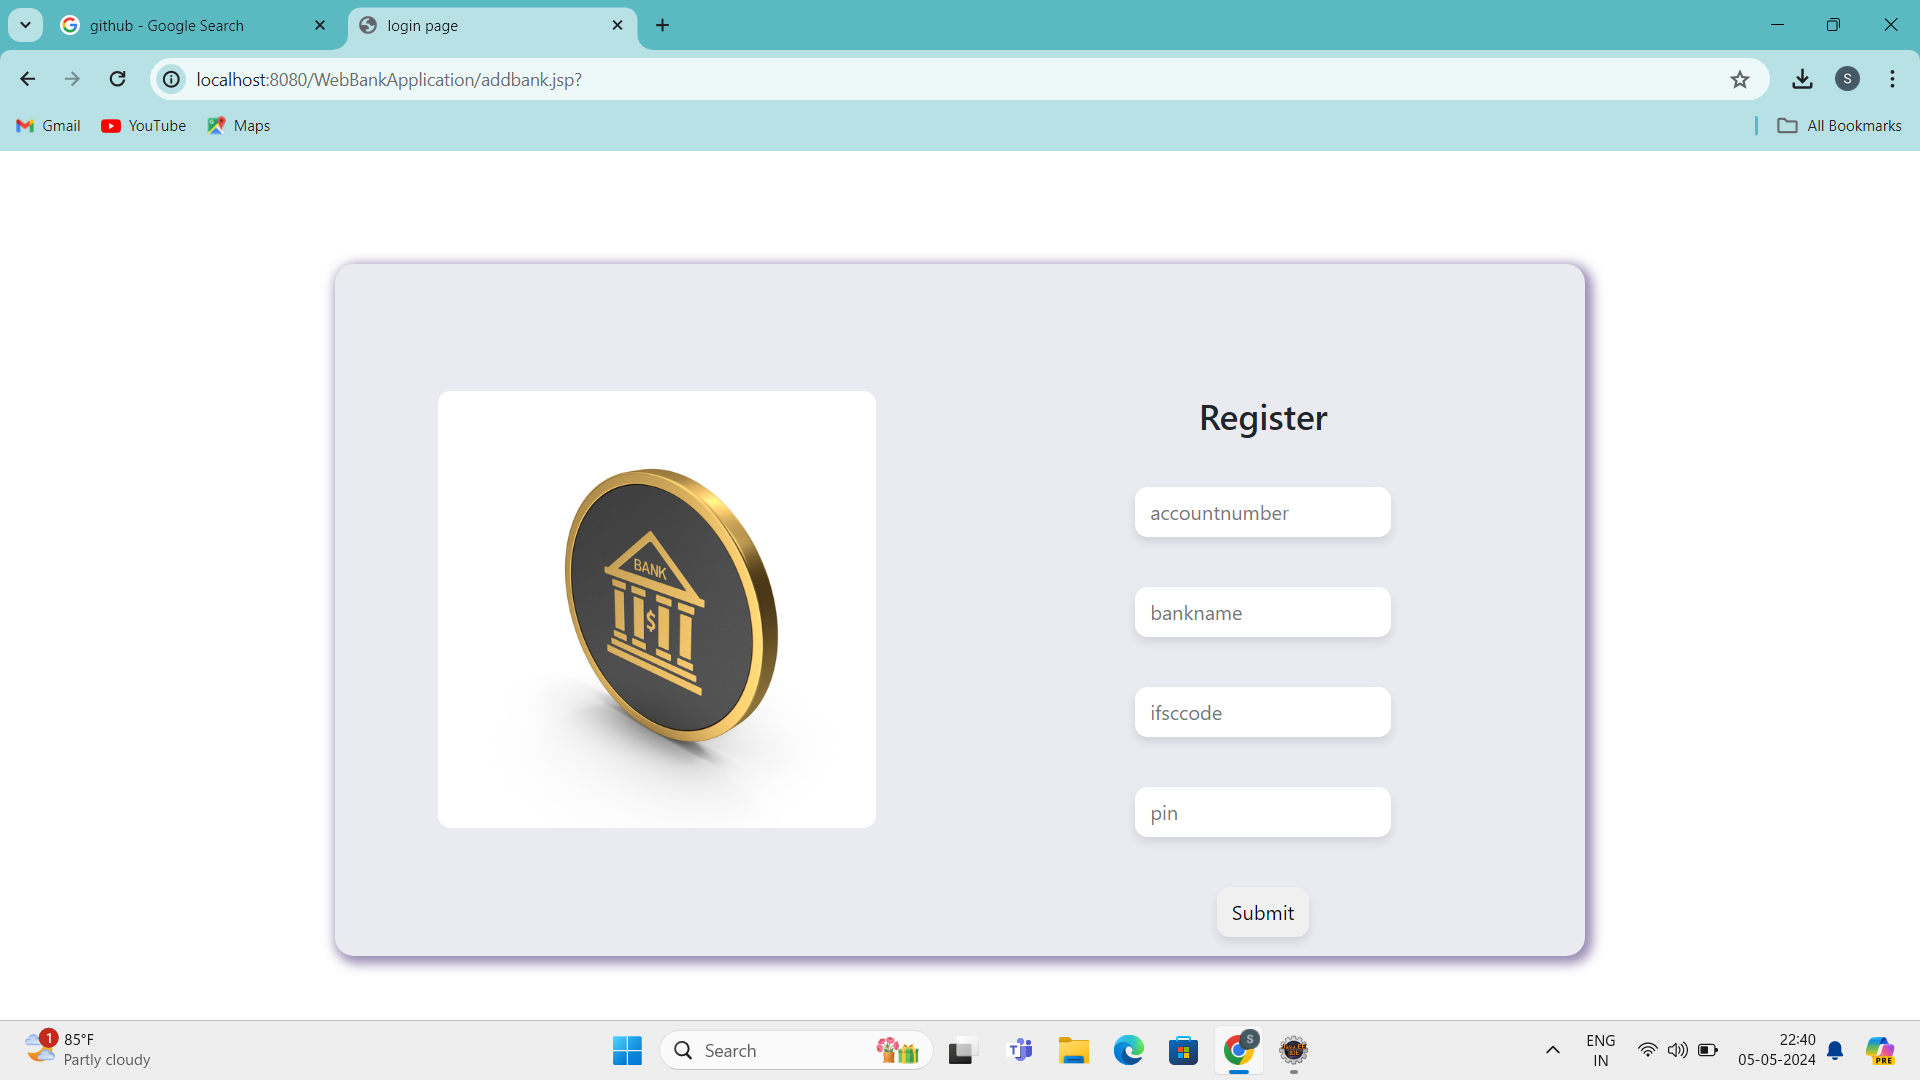 github - Google Search
login page
localhost:8080/WebBankApplication/addbank.jsp?
S
Gmail
YouTube
Maps
All Bookmarks
Register
BANK
$
accountnumber
bankname
ifsccode
pin
Submit
1
85°F
Partly cloudy
Search
S
ENG
IN
22:40
05-05-2024
PRE